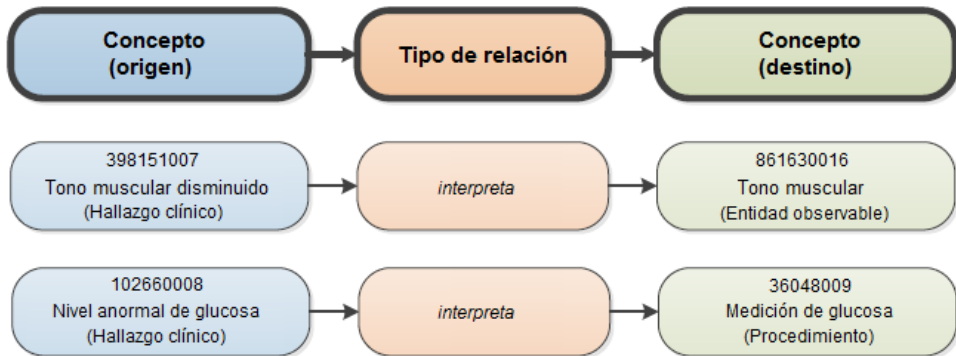 Concepto
(origen)
Tipo de relación
Concepto
(destino)
398151007
Tono muscular disminuido
(Hallazgo clínico)
interpreta
861630016
Tono muscular
(Entidad observable)
102660008
Nivel anormal de glucosa
(Hallazgo clínico)
interpreta
36048009
Medición de glucosa
(Procedimiento)